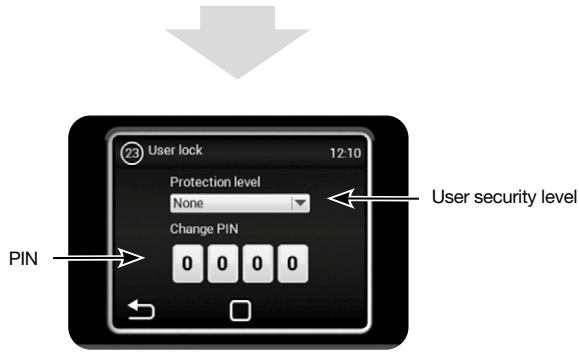 23 User lock 12:10
Protection level
None
User security level
Change PIN
PIN
0 0 0 0